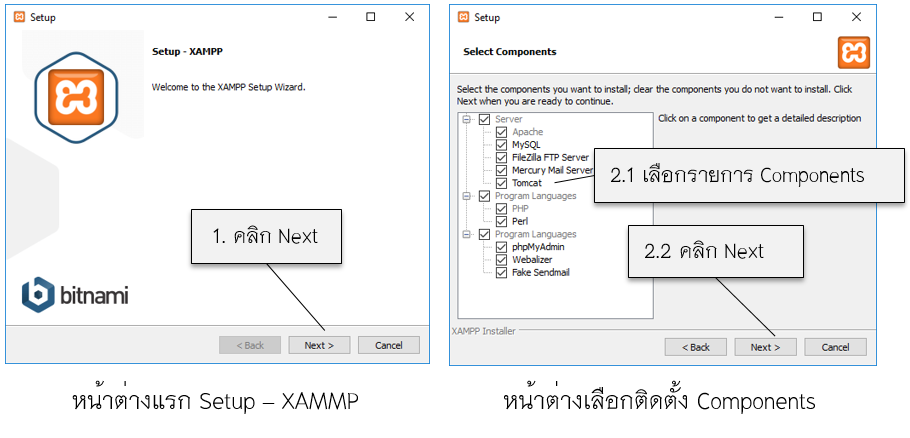 Setup
Setup - XAMPP
Welcome to the XAMPP Setup Wizard.
1. คลิก Next
bitnami
< Back
Next >
Cancel
หน้าต่างแรก Setup – XAMMP
Setup
Select Components
Select the components you want to install; clear the components you do not want to install. Click
Next when you are ready to continue.
Server
Apache
MySQL
FileZilla FTP Server
Mercury Mail Server
Tomcat
Program Languages
PHP
Perl
Program Languages
phpMyAdmin
Webalizer
Fake Sendmail
Click on a component to get a detailed description
2.1 เลือกรายการ Components
2.2 คลิก Next
XAMPP Installer
< Back
Next >
Cancel
หน้าต่างเลือกติดตั้ง Components